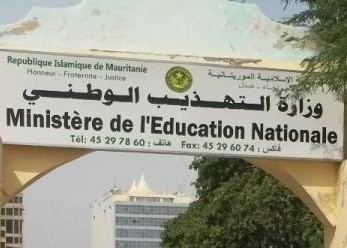 Republique Islamique de Mauritanie
الإسلامية الموريتانية
Honneur - Fraternite - Justice
وزارة التهذيب الوطني
Ministère de l'Education Nationale
Tél: 45 29 78 60 هاتف: Fax: 45 29 60 74 فاكس: